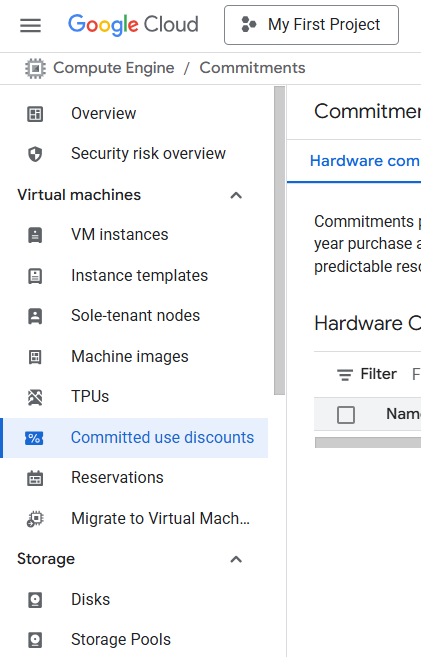 Google Cloud
My First Project
Compute Engine / Commitments
Overview
Security risk overview
Virtual machines
VM instances
Instance templates
Sole-tenant nodes
Machine images
TPUs
% Committed use discounts
Reservations
Migrate to Virtual Mach...
Storage
Disks
Storage Pools
Commitmen
Hardware com
Commitments p
year purchase a
predictable reso
Hardware C
Filter F
Name